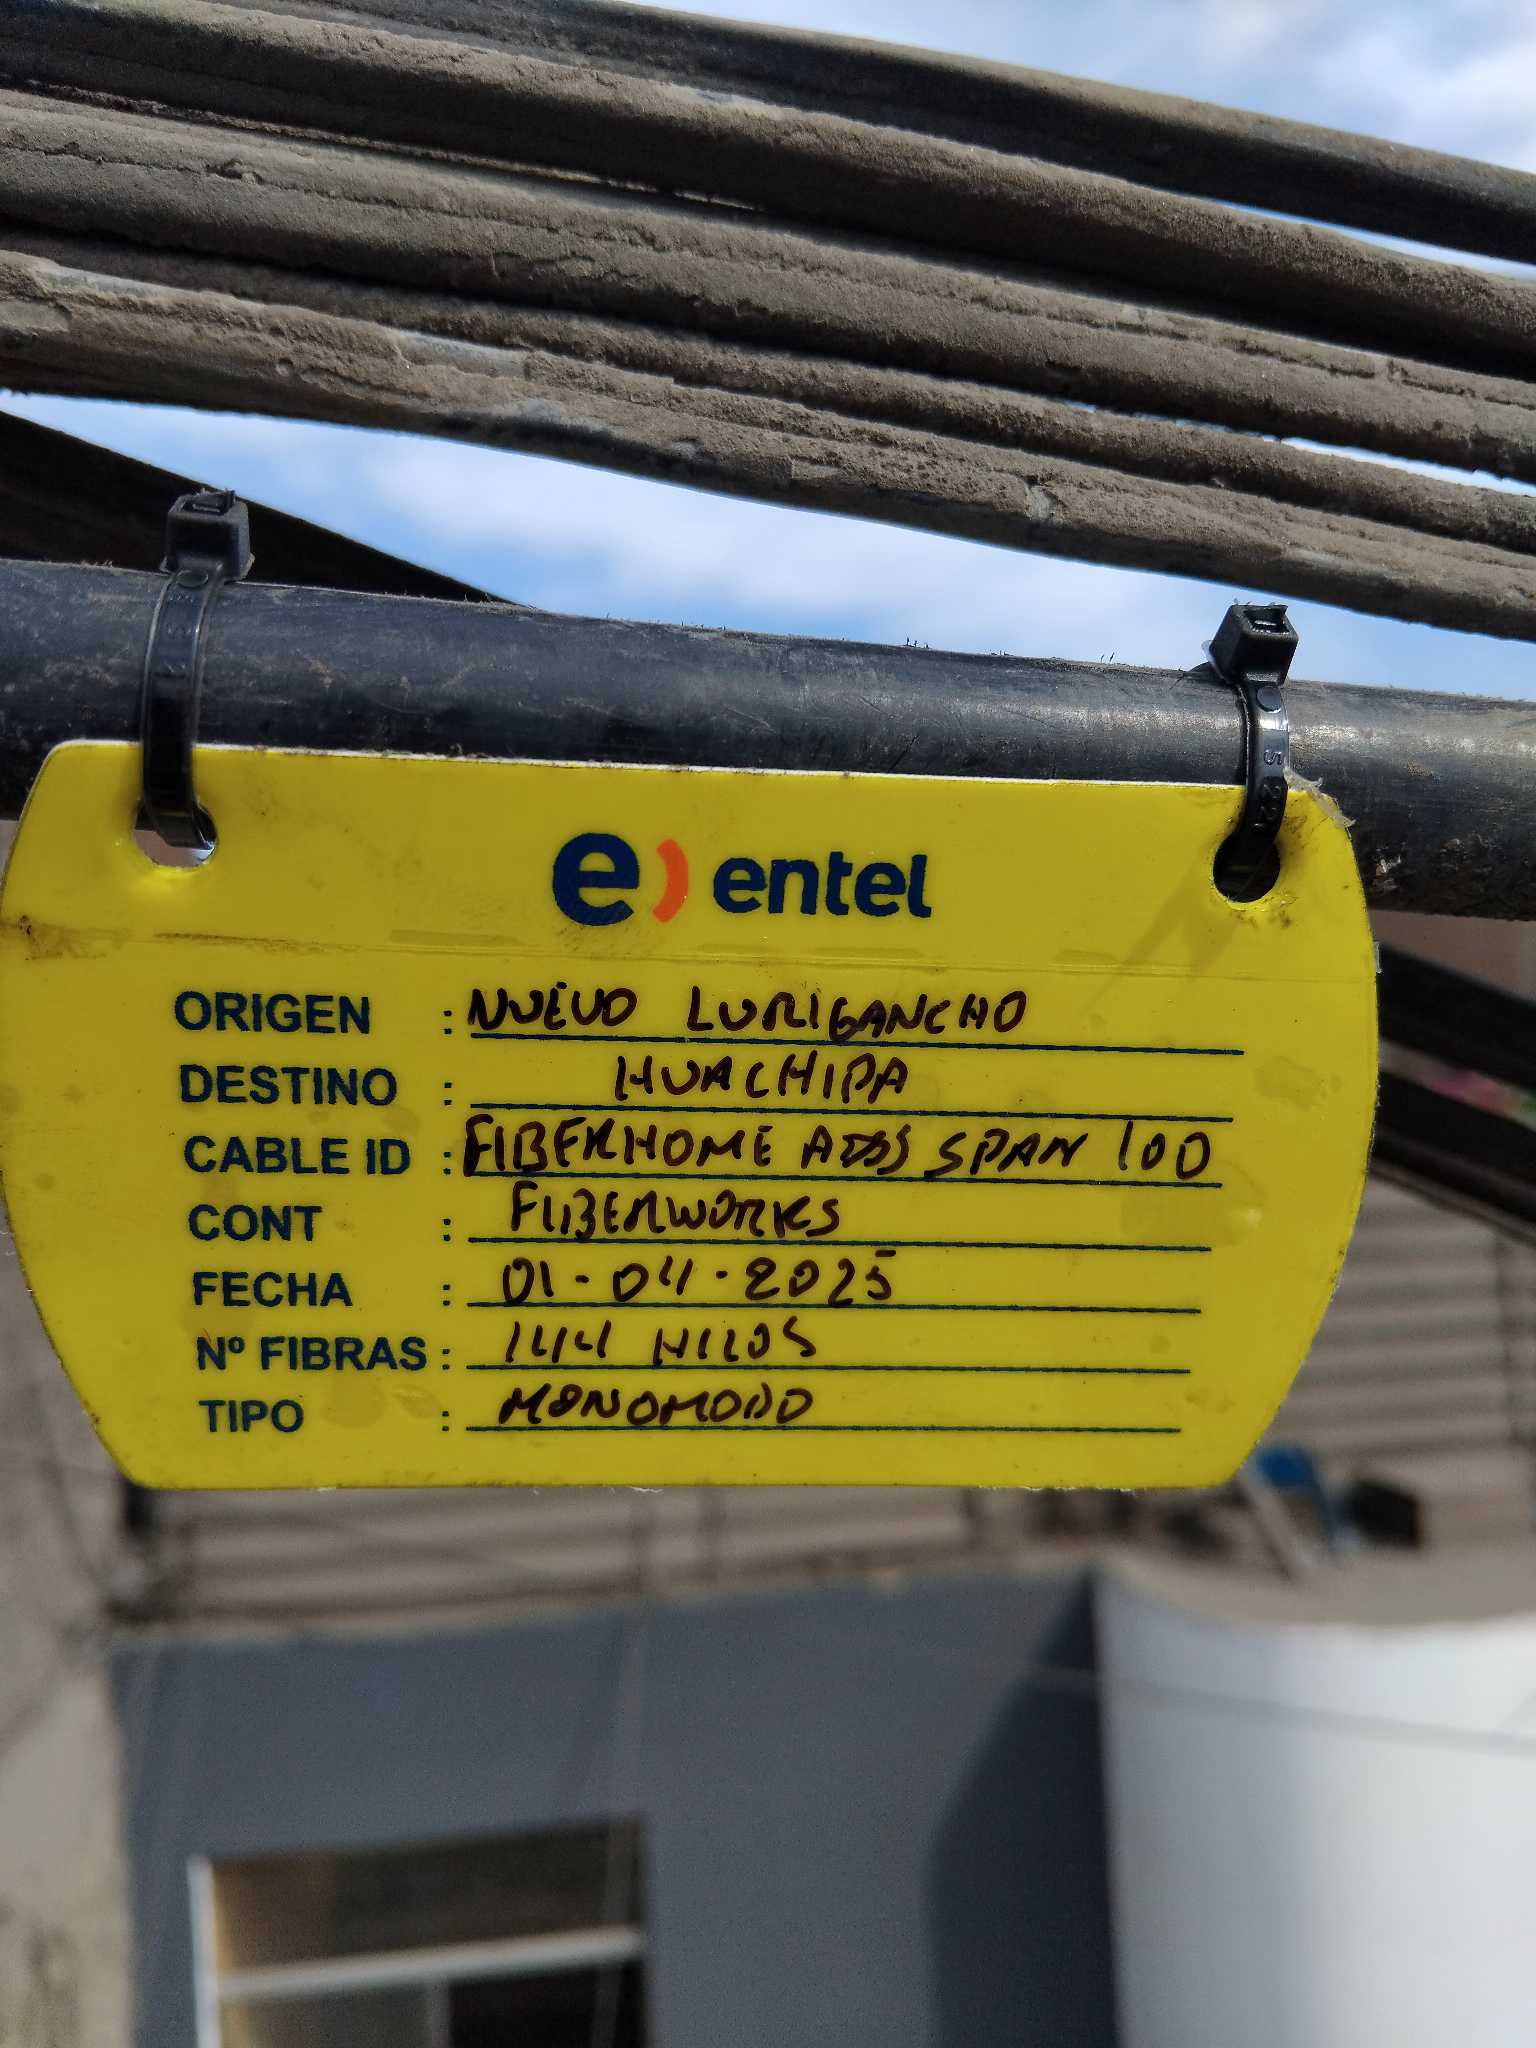 e) entel
ORIGEN : NUEVO LURIGANCHO
DESTINO : HUACHIPA
CABLE ID : FIBERHOME ADSS SPAN 100
CONT : FIBERWORKS
FECHA : 01-04-2025
Nº FIBRAS : 144 HILOS
TIPO : MONOMODO